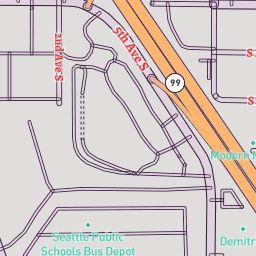 2nd Ave S
5th Ave S
S
99
S
Modern
Seattle Public
Schools Bus Depot
Demitr